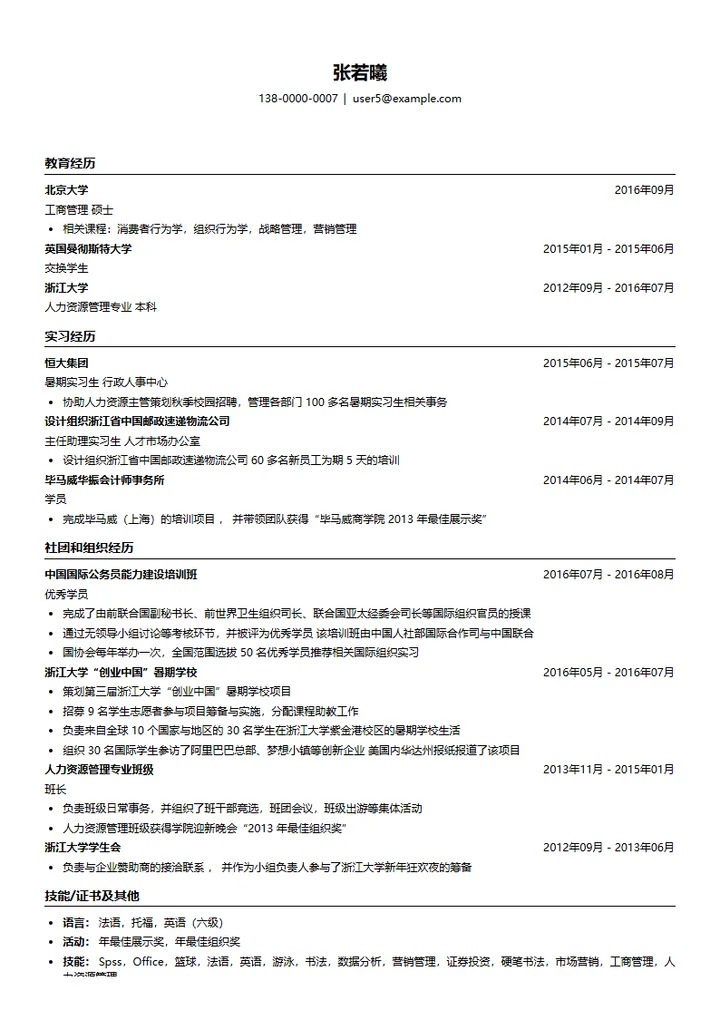 张若曦
138-0000-0007 | user5@example.com
教育经历
北京大学 2016年09月
工商管理 硕士
• 相关课程：消费者行为学，组织行为学，战略管理，营销管理
英国曼彻斯特大学 2015年01月 - 2015年06月
交换学生
浙江大学 2012年09月 - 2016年07月
人力资源管理专业 本科
实习经历
恒大集团 2015年06月 - 2015年07月
暑期实习生 行政人事中心
• 协助人力资源主管策划秋季校园招聘，管理各部门 100 多名暑期实习生相关事务
设计组织浙江省中国邮政速递物流公司 2014年07月 - 2014年09月
主任助理实习生 人才市场办公室
• 设计组织浙江省中国邮政速递物流公司 60 多名新员工为期 5 天的培训
毕马威华振会计师事务所 2014年06月 - 2014年07月
学员
• 完成毕马威（上海）的培训项目 ，并带领团队获得“毕马威商学院 2013 年最佳展示奖”
社团和组织经历
中国国际公务员能力建设培训班 2016年07月 - 2016年08月
优秀学员
• 完成了由前联合国副秘书长、前世界卫生组织司长、联合国亚太经委会司长等国际组织官员的授课
• 通过无领导小组讨论等考核环节，并被评为优秀学员 该培训班由中国人社部国际合作司与中国联合
• 国协会每年举办一次，全国范围选拔 50 名优秀学员推荐相关国际组织实习
浙江大学“创业中国”暑期学校 2016年05月 - 2016年07月
• 策划第三届浙江大学“创业中国”暑期学校项目
• 招募 9 名学生志愿者参与项目筹备与实施，分配课程助教工作
• 负责来自全球 10 个国家与地区的 30 名学生在浙江大学紫金港校区的暑期学校生活
• 组织 30 名国际学生参访了阿里巴巴总部、梦想小镇等创新企业 美国内华达州报纸报道了该项目
人力资源管理专业班级 2013年11月 - 2015年01月
班长
• 负责班级日常事务，并组织了班干部竞选，班团会议，班级出游等集体活动
• 人力资源管理班级获得学院迎新晚会“2013 年最佳组织奖”
浙江大学学生会 2012年09月 - 2013年06月
• 负责与企业赞助商的接洽联系 ，并作为小组负责人参与了浙江大学新年狂欢夜的筹备
技能/证书及其他
• 语言： 法语，托福，英语（六级）
• 活动： 年最佳展示奖，年最佳组织奖
• 技能： Spss，Office，篮球，法语，英语，游泳，书法，数据分析，营销管理，证券投资，硬笔书法，市场营销，工商管理，人
力资源管理